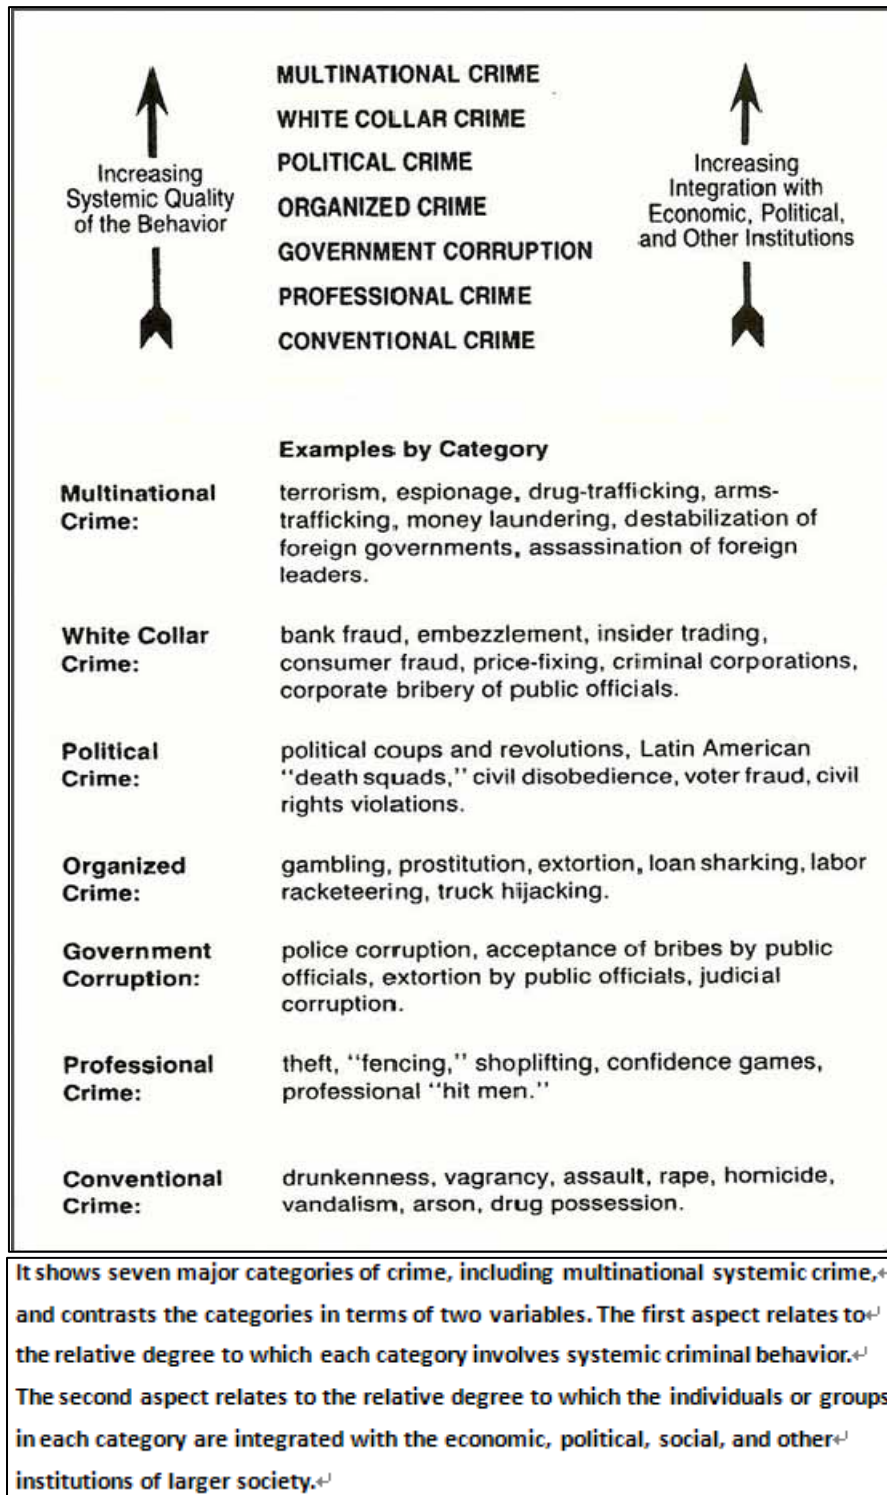 MULTINATIONAL CRIME
WHITE COLLAR CRIME
POLITICAL CRIME
ORGANIZED CRIME
GOVERNMENT CORRUPTION
PROFESSIONAL CRIME
CONVENTIONAL CRIME
Increasing
Systemic Quality
of the Behavior
Increasing
Integration with
Economic, Political,
and Other Institutions
Examples by Category
Multinational
Crime:
terrorism, espionage, drug-trafficking, arms-
trafficking, money laundering, destabilization of
foreign governments, assassination of foreign
leaders.
White Collar
Crime:
bank fraud, embezzlement, insider trading,
consumer fraud, price-fixing, criminal corporations,
corporate bribery of public officials.
Political
Crime:
political coups and revolutions, Latin American
''death squads,'' civil disobedience, voter fraud, civil
rights violations.
Organized
Crime:
gambling, prostitution, extortion, loan sharking, labor
racketeering, truck hijacking.
Government
Corruption:
police corruption, acceptance of bribes by public
officials, extortion by public officials, judicial
corruption.
Professional
Crime:
theft, ''fencing,'' shoplifting, confidence games,
professional ''hit men.''
Conventional
Crime:
drunkenness, vagrancy, assault, rape, homicide,
vandalism, arson, drug possession.
It shows seven major categories of crime, including multinational systemic crime,
and contrasts the categories in terms of two variables. The first aspect relates to
the relative degree to which each category involves systemic criminal behavior.
The second aspect relates to the relative degree to which the individuals or groups
in each category are integrated with the economic, political, social, and other
institutions of larger society.